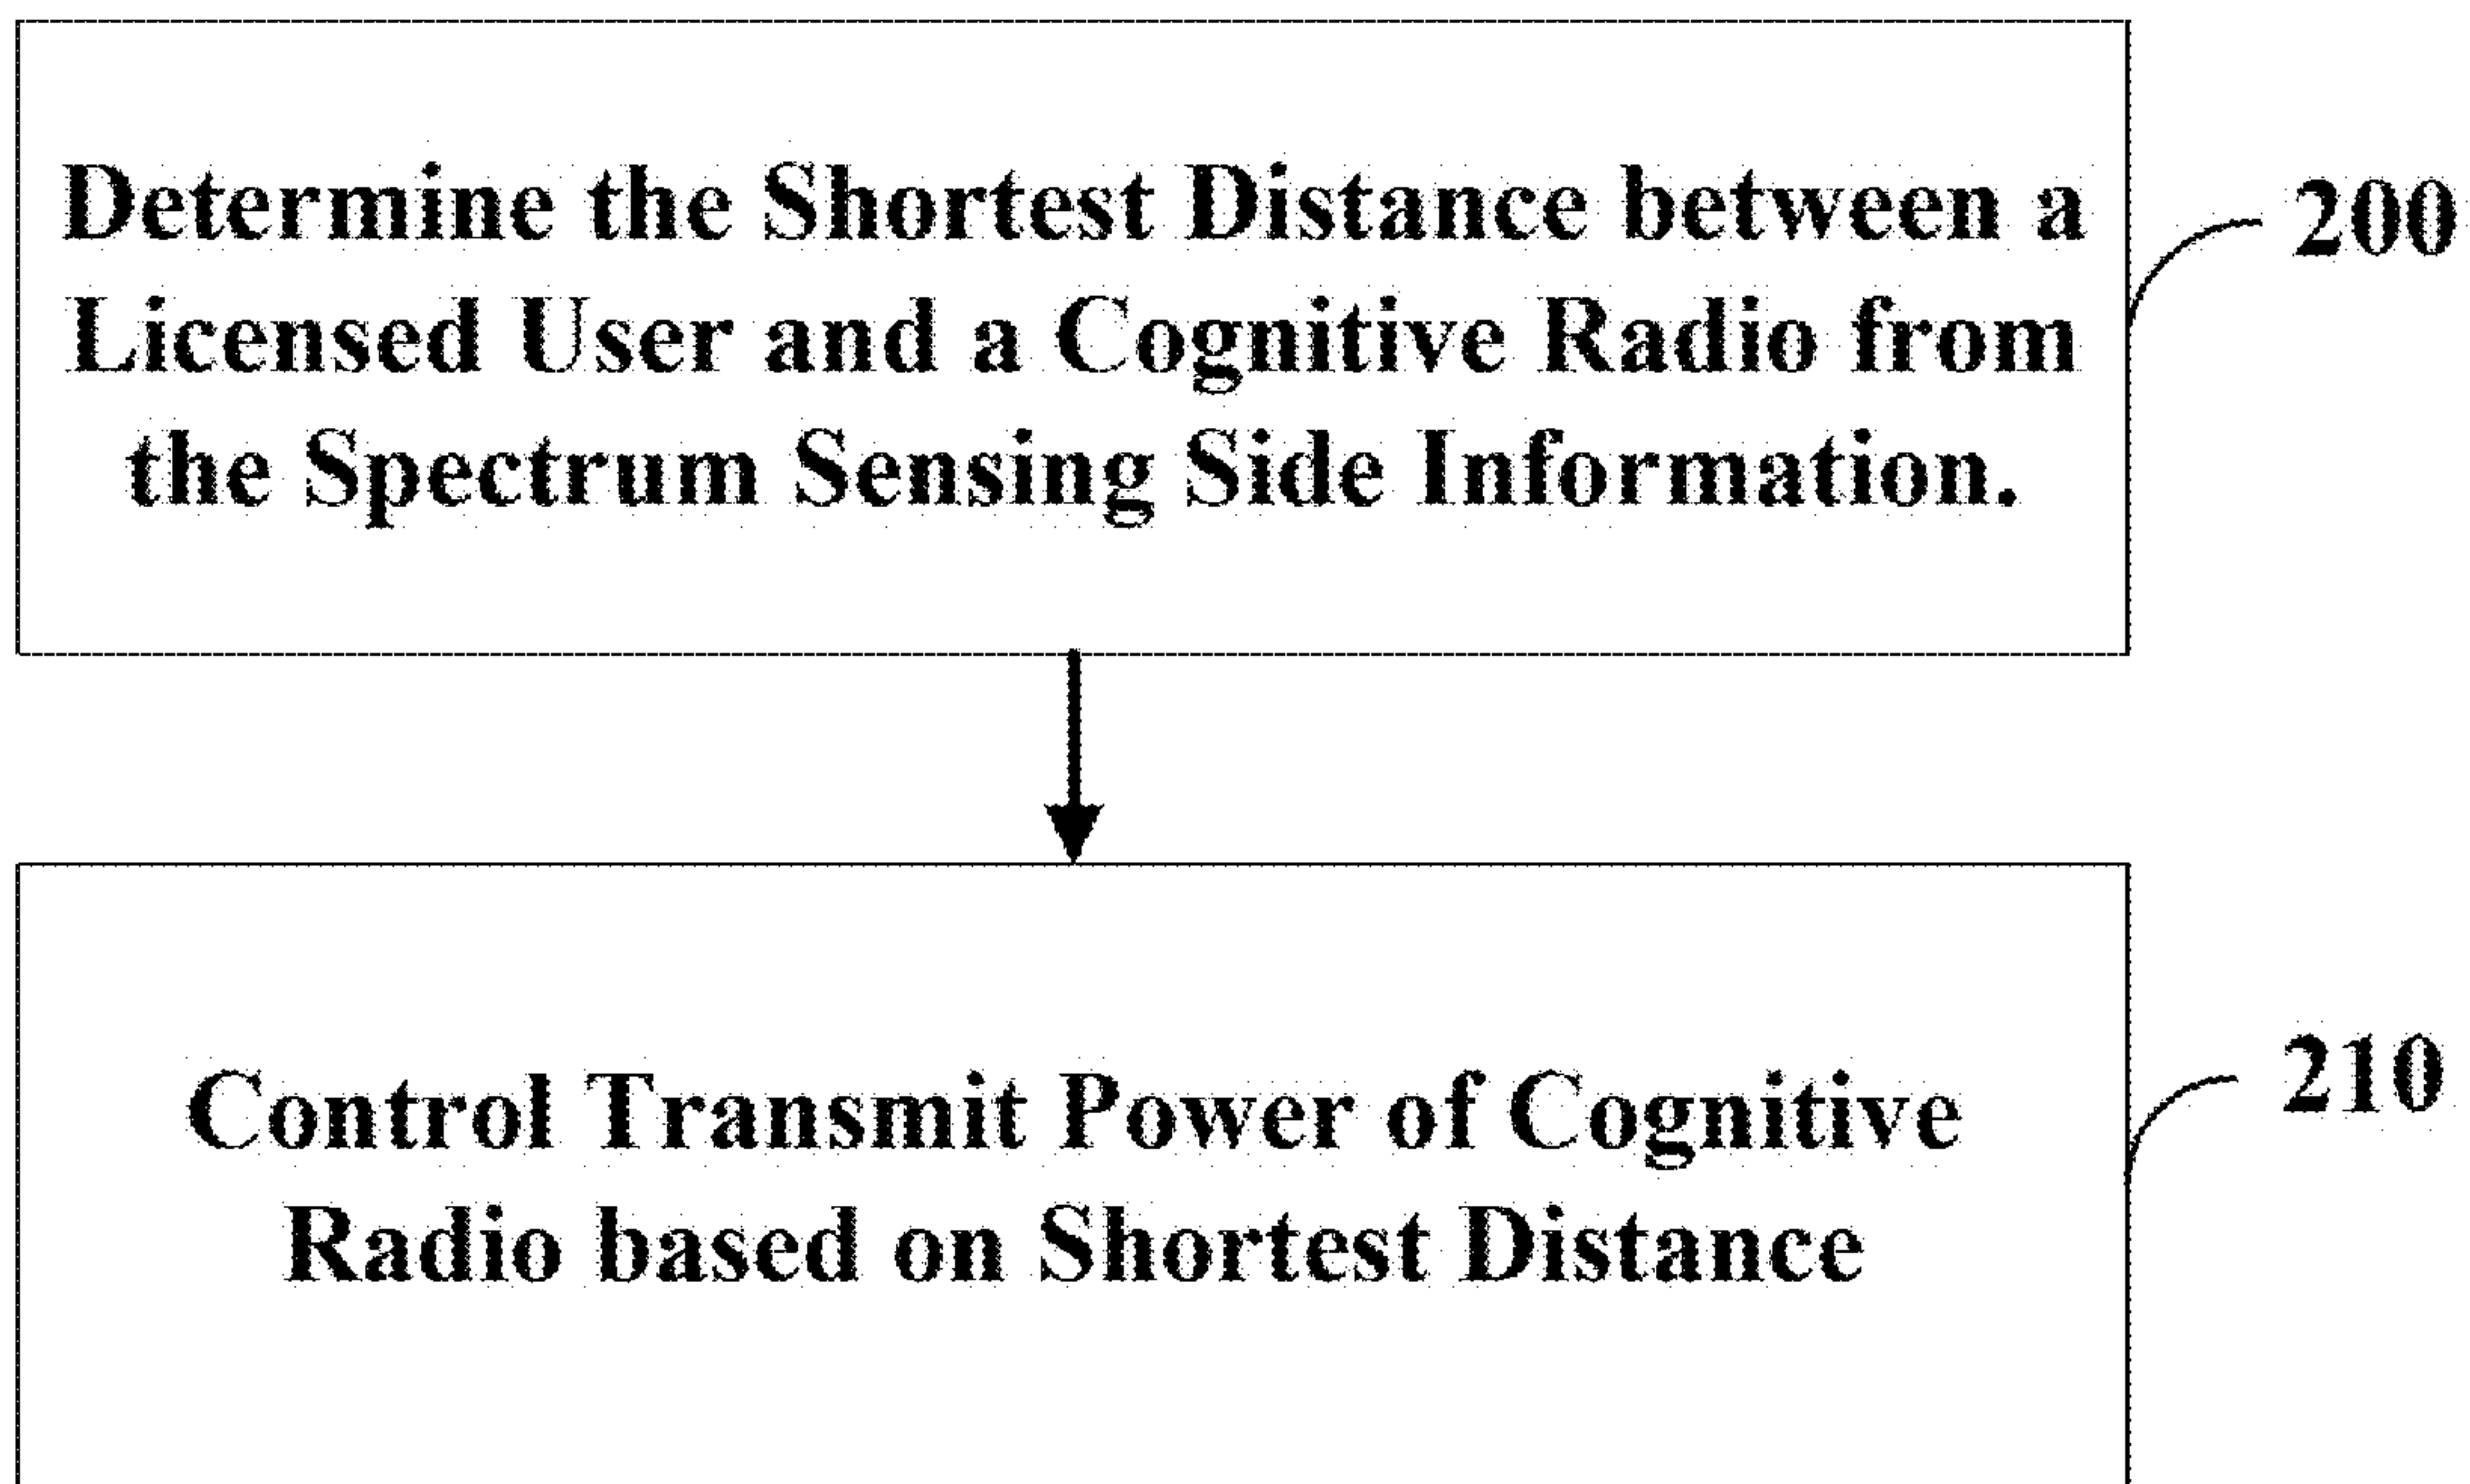 Determine the Shortest Distance between a
Licensed User and a Cognitive Radio from
the Spectrum Sensing Side Information.
200
Control Transmit Power of Cognitive
Radio based on Shortest Distance
210